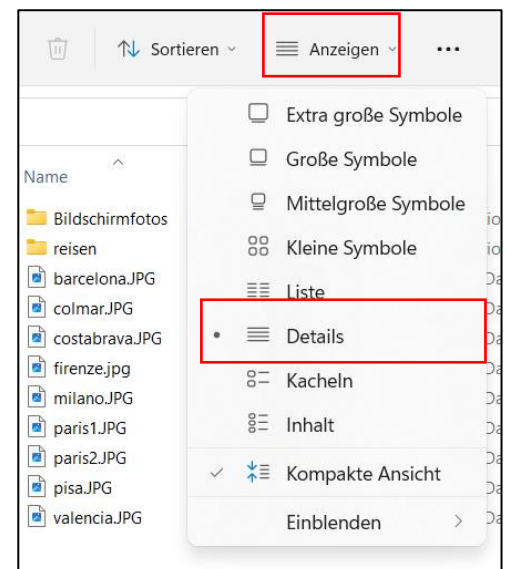 Sortieren
Anzeigen
•••
Name
Bildschirmfotos
reisen
barcelona.JPG
colmar.JPG
costabrava.JPG
firenze.jpg
milano.JPG
paris1.JPG
paris2.JPG
pisa.JPG
valencia.JPG
Extra große Symbole
Große Symbole
Mittelgroße Symbole
Kleine Symbole
Liste
Details
Kacheln
Inhalt
Kompakte Ansicht
Einblenden